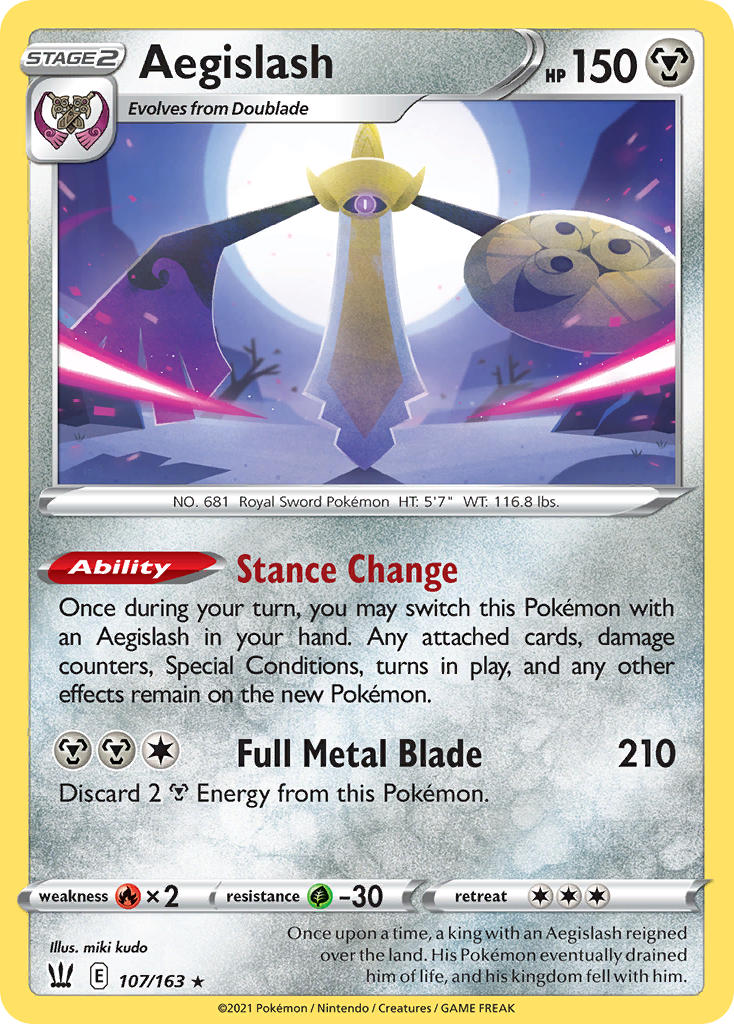 STAGE 2
Aegislash
HP 150
Evolves from Doublade
NO. 681 Royal Sword Pokémon HT: 5'7" WT: 116.8 lbs.
Ability Stance Change
Once during your turn, you may switch this Pokémon with
an Aegislash in your hand. Any attached cards, damage
counters, Special Conditions, turns in play, and any other
effects remain on the new Pokémon.
Full Metal Blade 210
Discard 2 Energy from this Pokémon.
weakness ×2 resistance -30 retreat
Illus. miki kudo
Once upon a time, a king with an Aegislash reigned
over the land. His Pokémon eventually drained
him of life, and his kingdom fell with him.
E 107/163 ★
©2021 Pokémon / Nintendo / Creatures / GAME FREAK